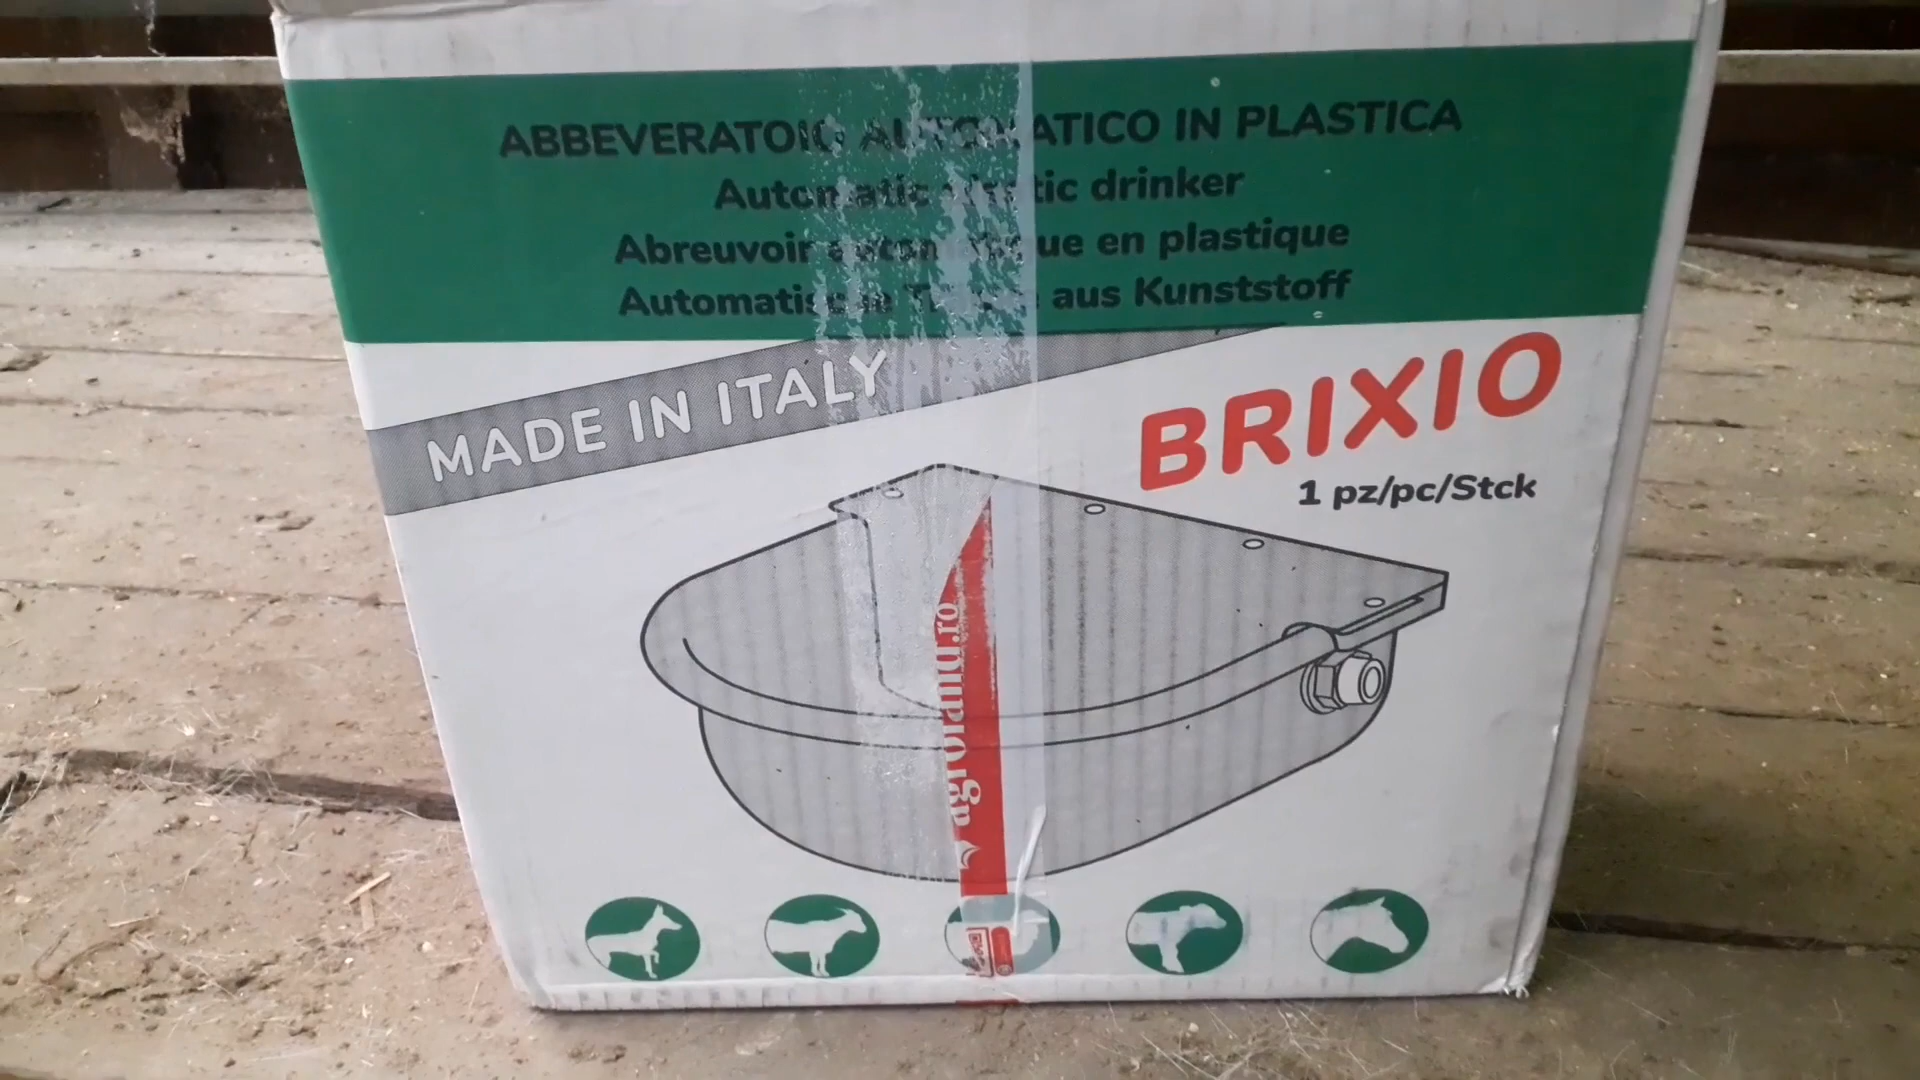 ABBEVERATOIO AUTOMATICO IN PLASTICA
Automatic plastic drinker
Abreuvoir automatique en plastique
Automatische Tränke aus Kunststoff
MADE IN ITALY
BRIXIO
1 pz/pc/Stck
agroland.ro